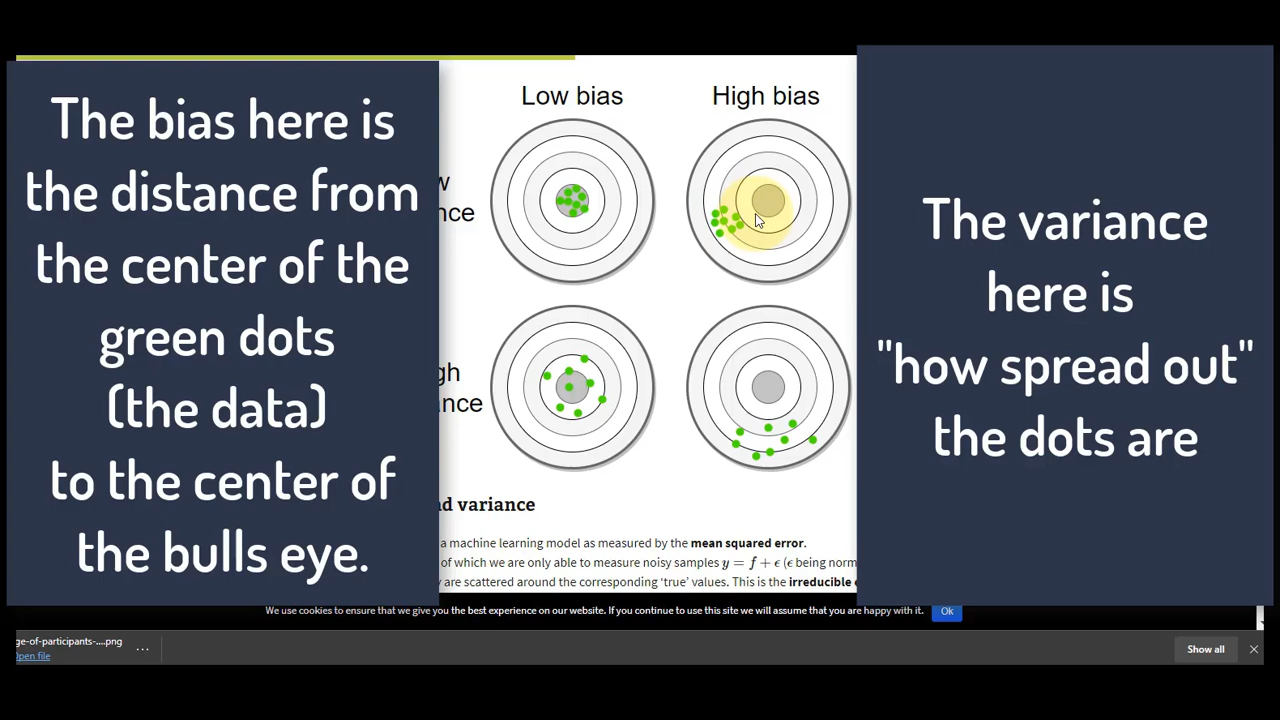 The bias here is
the distance from
the center of the
green dots
(the data)
to the center of
the bulls eye.
Low bias
High bias
w
nce
gh
nce
d variance
a machine learning model as measured by the mean squared error.
of which we are only able to measure noisy samples y = f + ϵ (ϵ being norm
y are scattered around the corresponding ‘true’ values. This is the irreducible e
The variance
here is
"how spread out"
the dots are
We use cookies to ensure that we give you the best experience on our website. If you continue to use this site we will assume that you are happy with it.
Ok
ge-of-participants-....png
Open file
...
Show all